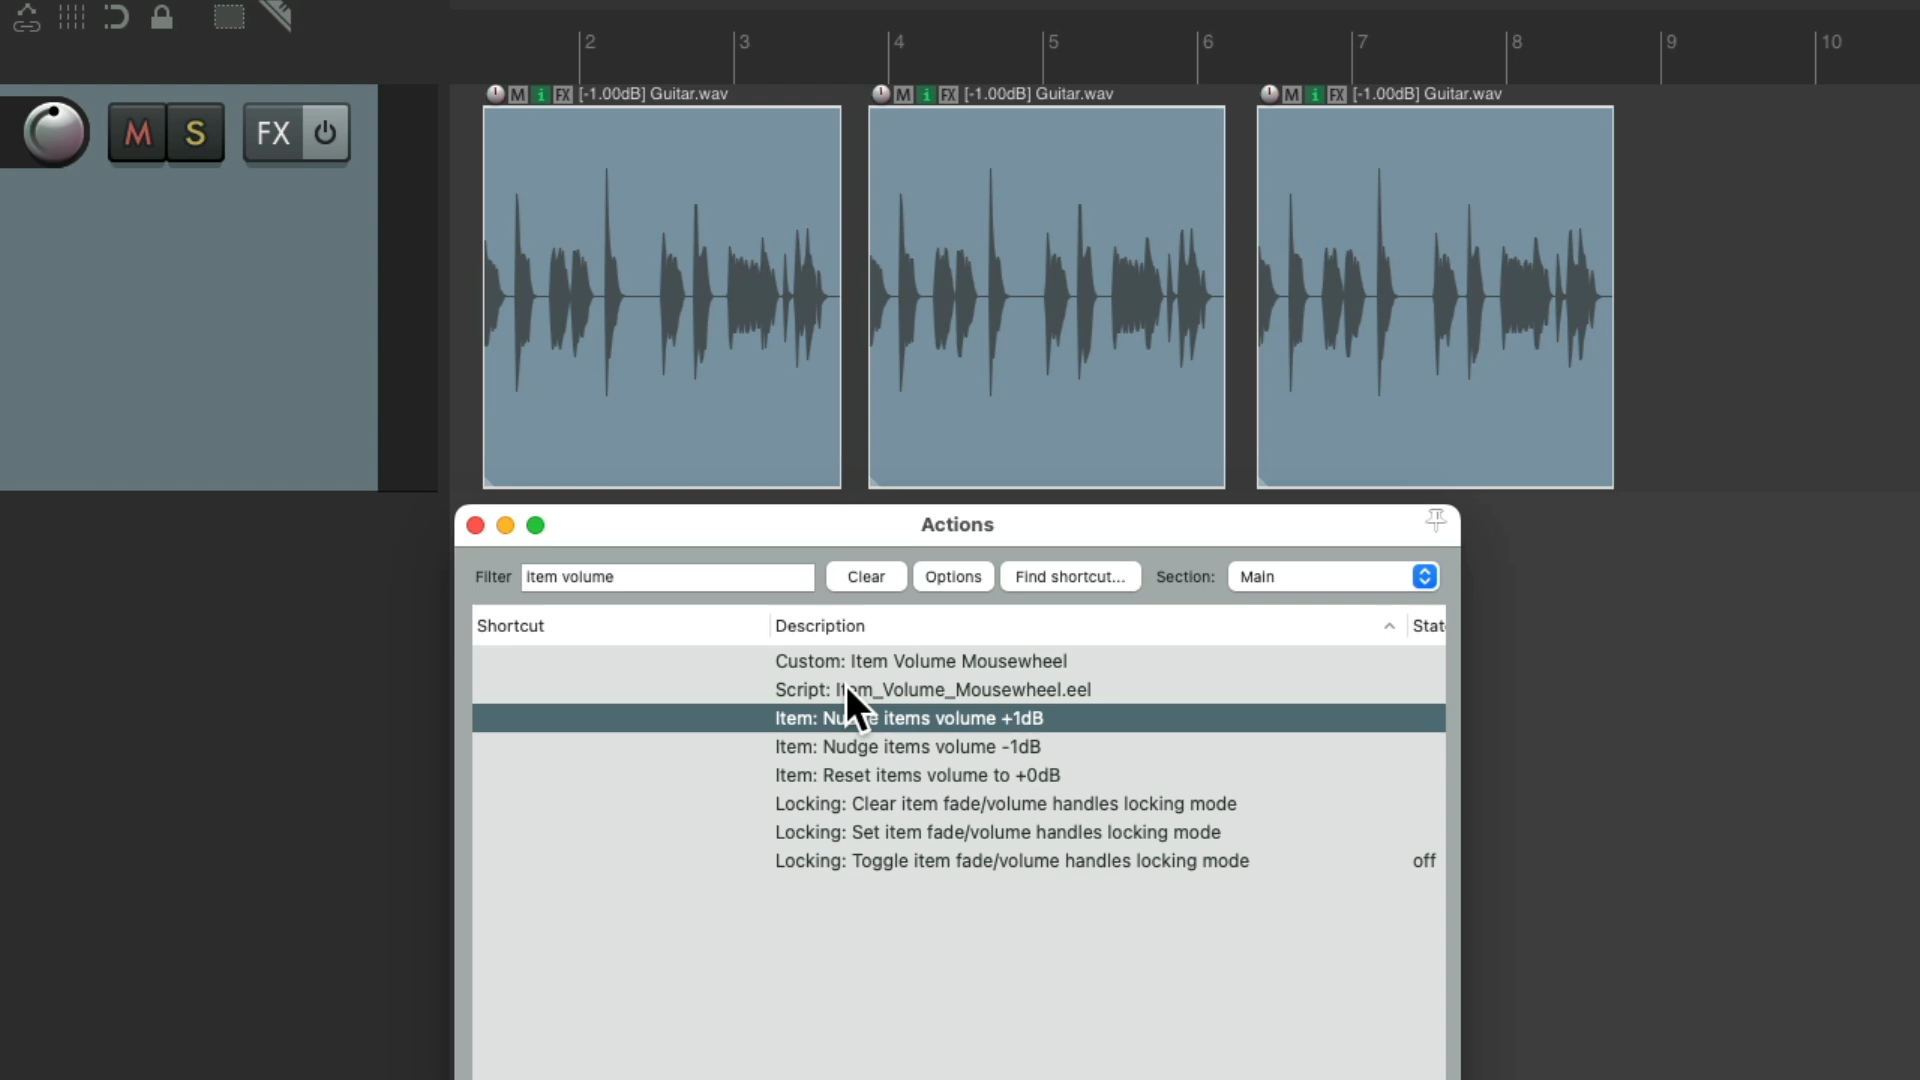 2 3 4 5 6 7 8 9 10
M i FX [-1.00dB] Guitar.wav M i FX [-1.00dB] Guitar.wav M i FX [-1.00dB] Guitar.wav
M S FX
Actions
Filter item volume Clear Options Find shortcut... Section: Main
Shortcut Description
Custom: Item Volume Mousewheel
Script: Item_Volume_Mousewheel.eel
Item: Nudge items volume +1dB
Item: Nudge items volume -1dB
Item: Reset items volume to +0dB
Locking: Clear item fade/volume handles locking mode
Locking: Set item fade/volume handles locking mode
Locking: Toggle item fade/volume handles locking mode off